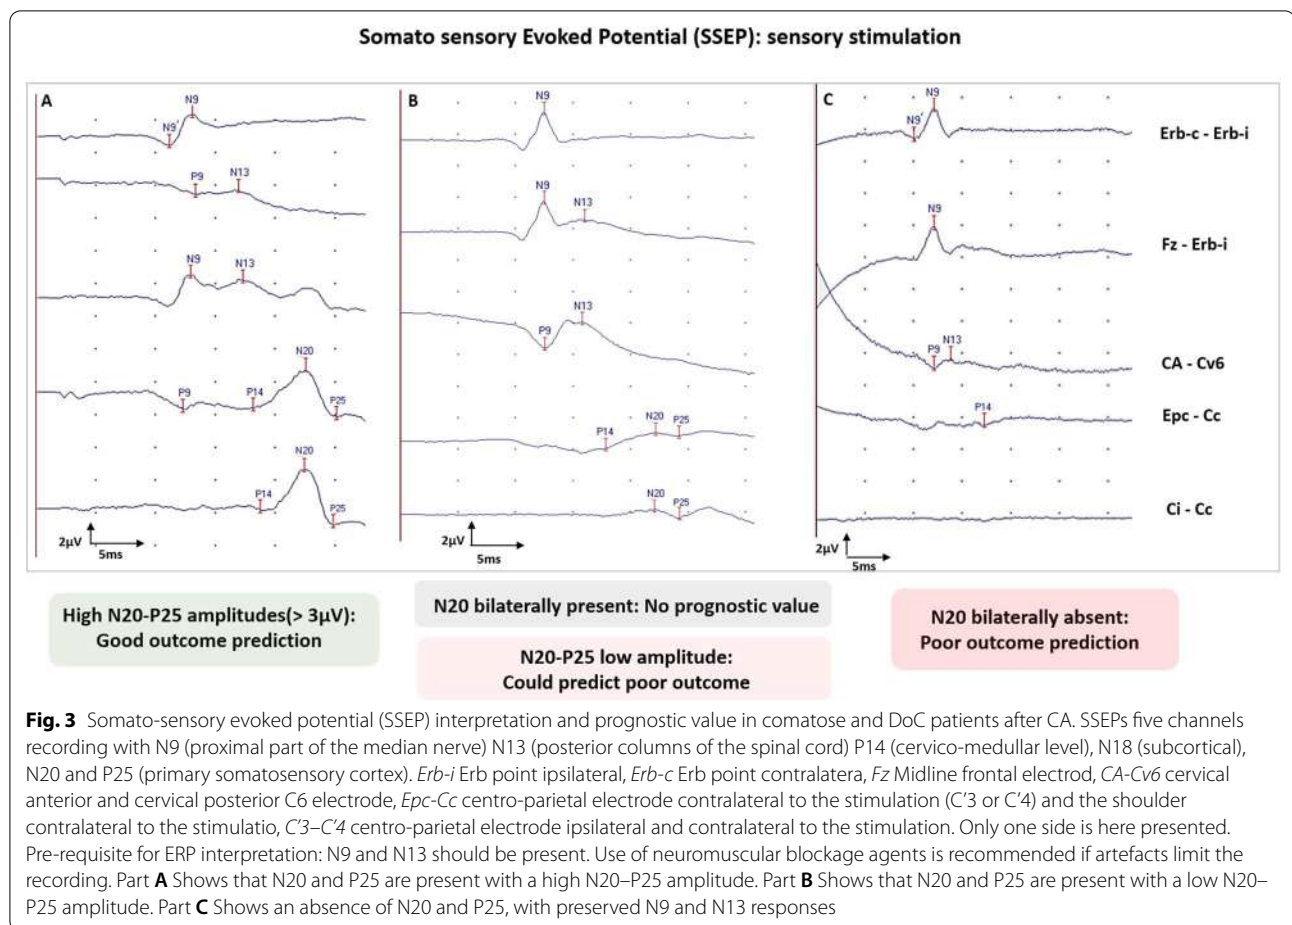 Somato sensory Evoked Potential (SSEP): sensory stimulation
A
N9
N9'
P9
N13
N9
N13
N20
P9
P14
P25
N20
P14
P25
2μV
5ms
B
N9
N9
N13
N13
P9
N20
P25
P14
N20
P25
2μV
5ms
C
N9
N9'
N9
N13
P9
P14
2μV
5ms
Erb-c - Erb-i
Fz - Erb-i
CA - Cv6
Epc - Cc
Ci - Cc
High N20-P25 amplitudes(> 3μV):
Good outcome prediction
N20 bilaterally present: No prognostic value
N20-P25 low amplitude:
Could predict poor outcome
N20 bilaterally absent:
Poor outcome prediction
Fig. 3 Somato-sensory evoked potential (SSEP) interpretation and prognostic value in comatose and DoC patients after CA. SSEPs five channels
recording with N9 (proximal part of the median nerve) N13 (posterior columns of the spinal cord) P14 (cervico-medullar level), N18 (subcortical),
N20 and P25 (primary somatosensory cortex). Erb-i Erb point ipsilateral, Erb-c Erb point contralatera, Fz Midline frontal electrod, CA-Cv6 cervical
anterior and cervical posterior C6 electrode, Epc-Cc centro-parietal electrode contralateral to the stimulation (C'3 or C'4) and the shoulder
contralateral to the stimulatio, C'3–C'4 centro-parietal electrode ipsilateral and contralateral to the stimulation. Only one side is here presented.
Pre-requisite for ERP interpretation: N9 and N13 should be present. Use of neuromuscular blockage agents is recommended if artefacts limit the
recording. Part A Shows that N20 and P25 are present with a high N20–P25 amplitude. Part B Shows that N20 and P25 are present with a low N20–
P25 amplitude. Part C Shows an absence of N20 and P25, with preserved N9 and N13 responses